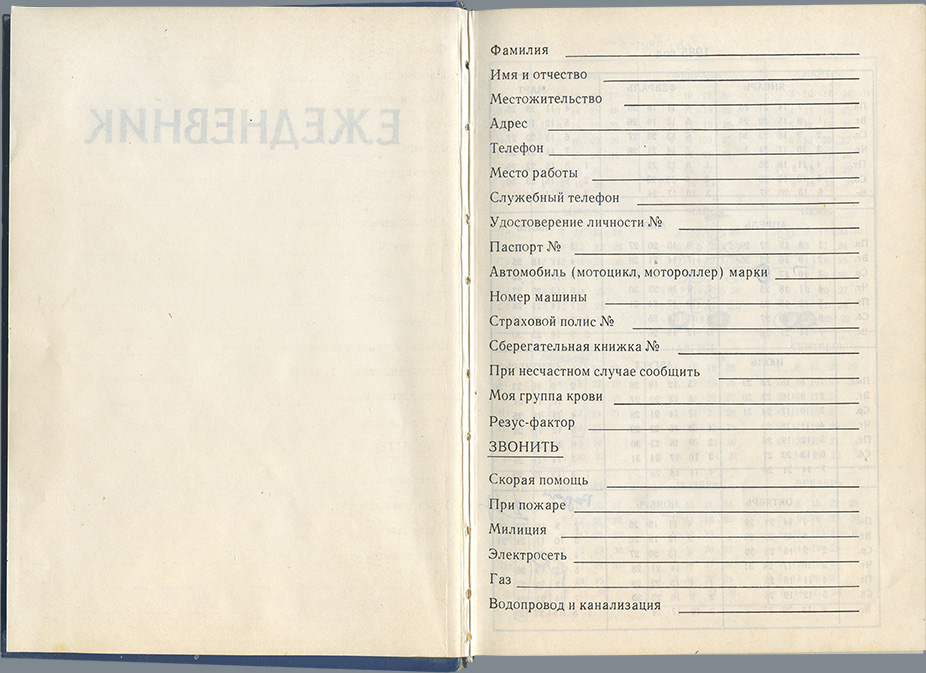 ЕЖЕДНЕВНИК
Фамилия
Имя и отчество
Местожительство
Адрес
Телефон
Место работы
Служебный телефон
Удостоверение личности №
Паспорт №
Автомобиль (мотоцикл, мотороллер) марки
Номер машины
Страховой полис №
Сберегательная книжка №
При несчастном случае сообщить
Моя группа крови
Резус-фактор
ЗВОНИТЬ
Скорая помощь
При пожаре
Милиция
Электросеть
Газ
Водопровод и канализация